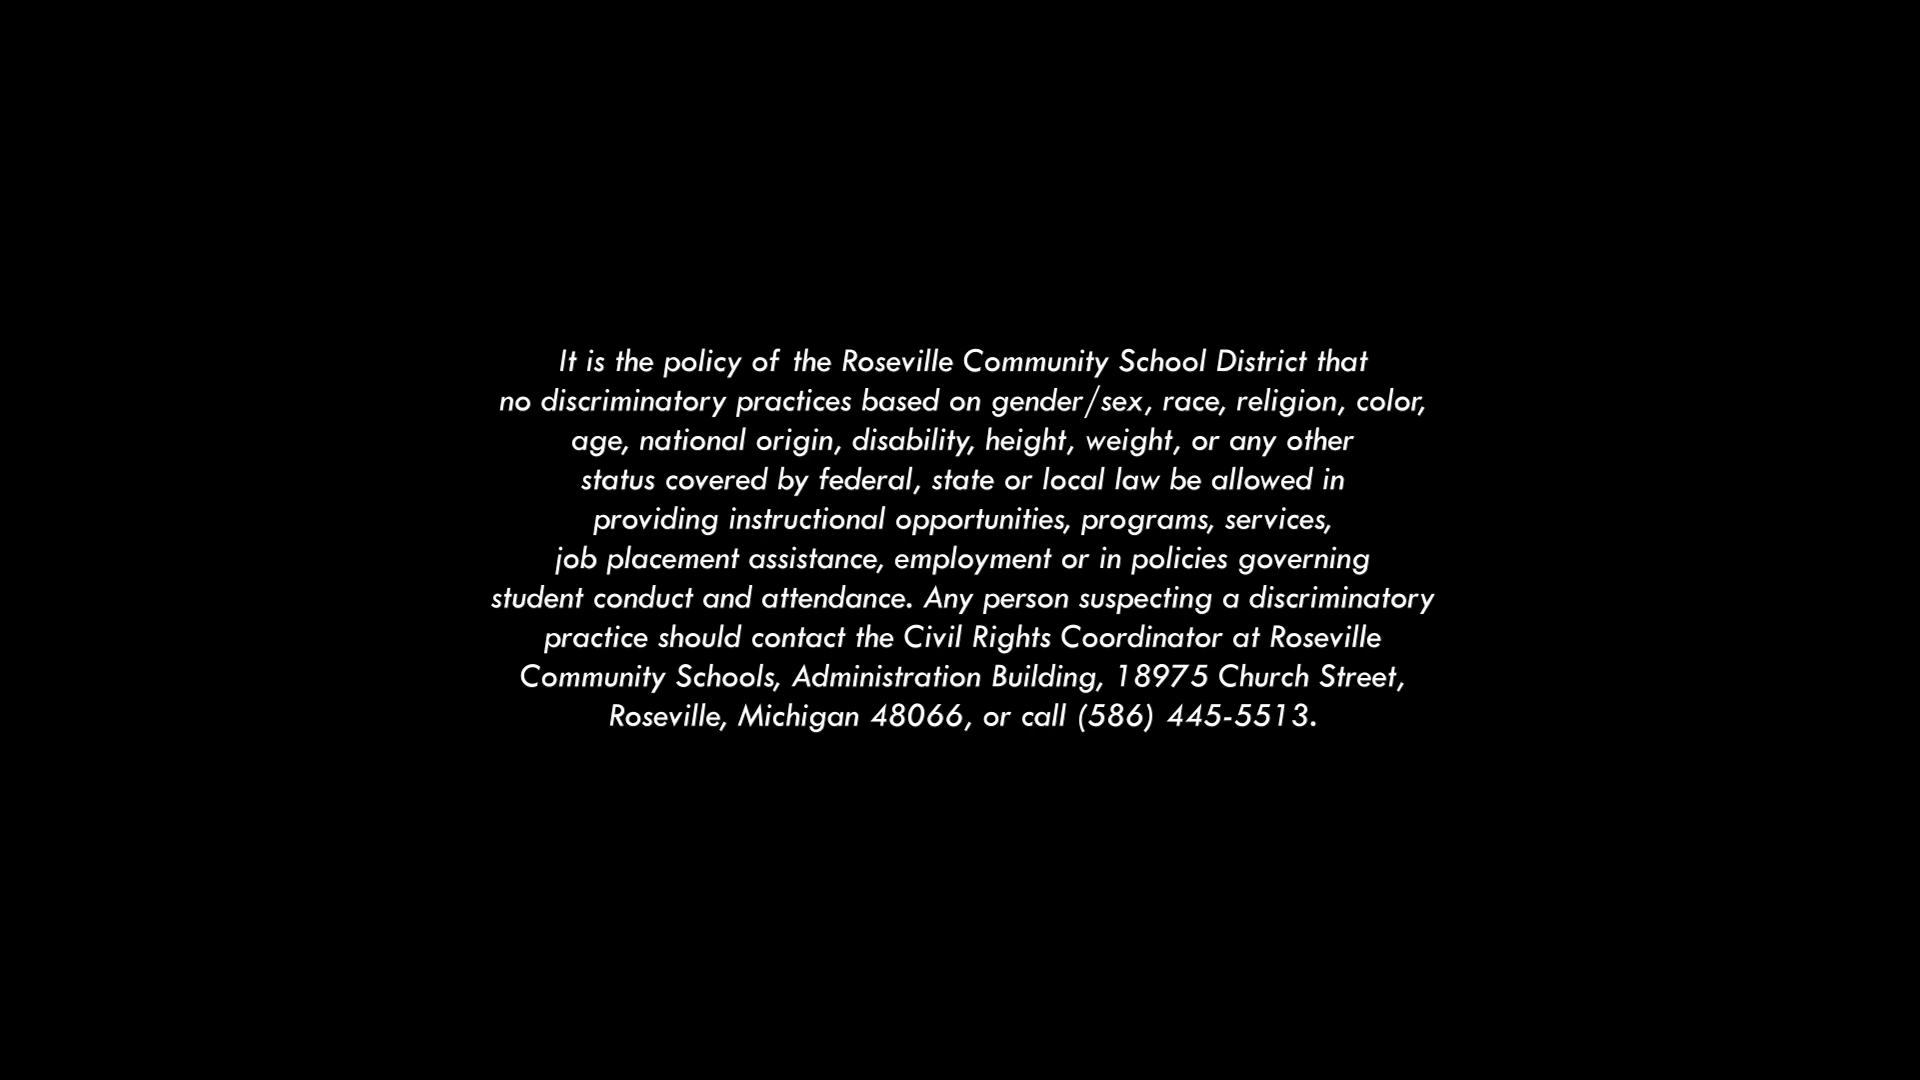 It is the policy of the Roseville Community School District that
no discriminatory practices based on gender/sex, race, religion, color,
age, national origin, disability, height, weight, or any other
status covered by federal, state or local law be allowed in
providing instructional opportunities, programs, services,
job placement assistance, employment or in policies governing
student conduct and attendance. Any person suspecting a discriminatory
practice should contact the Civil Rights Coordinator at Roseville
Community Schools, Administration Building, 18975 Church Street,
Roseville, Michigan 48066, or call (586) 445-5513.